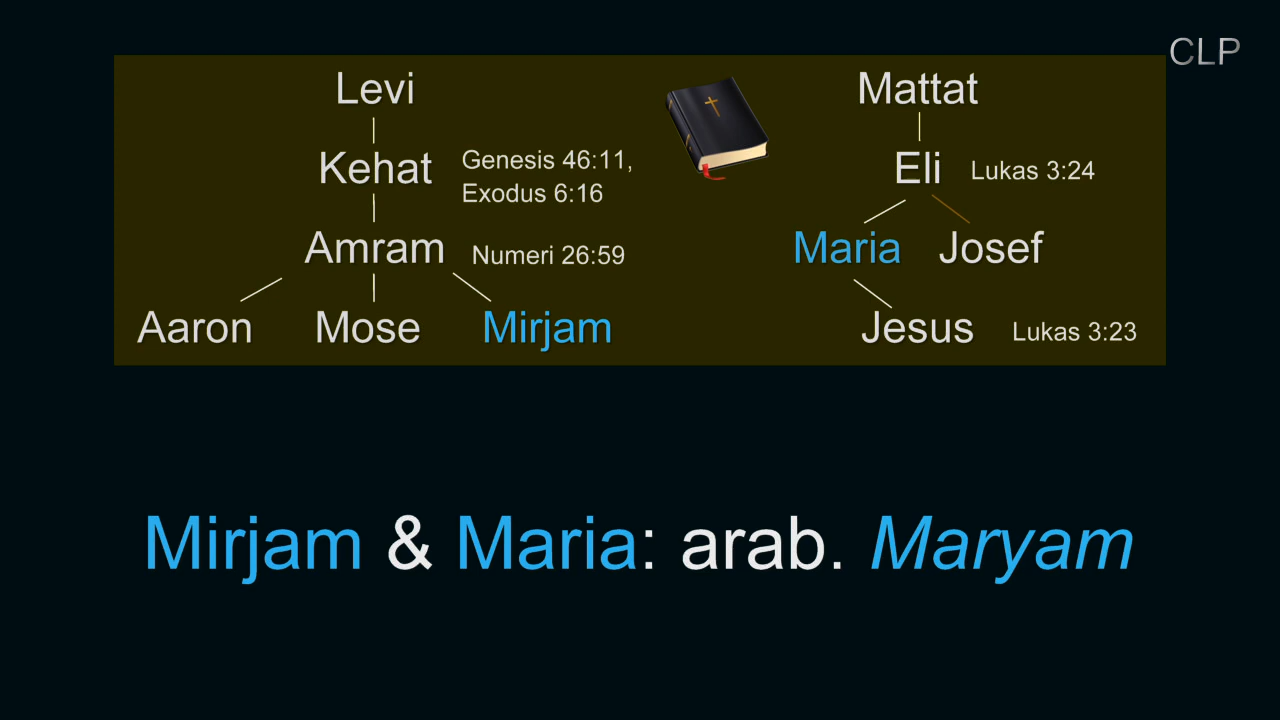 CLP
Levi
Kehat
Genesis 46:11,
Exodus 6:16
Amram
Numeri 26:59
Aaron Mose Mirjam
Mattat
Eli
Lukas 3:24
Maria Josef
Jesus
Lukas 3:23
Mirjam & Maria: arab. Maryam